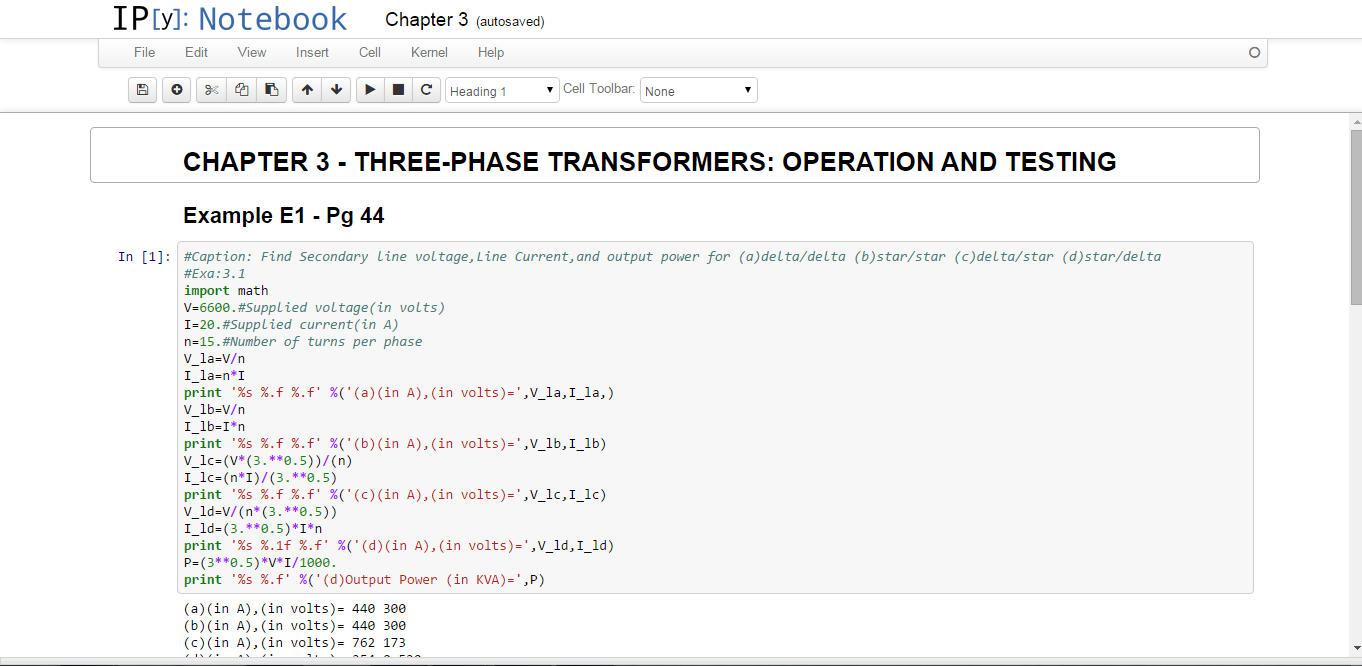 IP[y]: Notebook Chapter 3 (autosaved)
File Edit View Insert Cell Kernel Help
Heading 1 Cell Toolbar: None
CHAPTER 3 - THREE-PHASE TRANSFORMERS: OPERATION AND TESTING
Example E1 - Pg 44
In [1]: #Caption: Find Secondary line voltage,Line Current,and output power for (a)delta/delta (b)star/star (c)delta/star (d)star/delta
#Exa:3.1
import math
V=6600.#Supplied voltage(in volts)
I=20.#Supplied current(in A)
n=15.#Number of turns per phase
V_la=V/n
I_la=n*I
print '%s %.f %.f' %('(a)(in A),(in volts)=',V_la,I_la,)
V_lb=V/n
I_lb=I*n
print '%s %.f %.f' %('(b)(in A),(in volts)=',V_lb,I_lb)
V_lc=(V*(3.**0.5))/(n)
I_lc=(n*I)/(3.**0.5)
print '%s %.f %.f' %('(c)(in A),(in volts)=',V_lc,I_lc)
V_ld=V/(n*(3.**0.5))
I_ld=(3.**0.5)*I*n
print '%s %.1f %.f' %('(d)(in A),(in volts)=',V_ld,I_ld)
P=(3**0.5)*V*I/1000.
print '%s %.f' %('(d)Output Power (in KVA)=',P)
(a)(in A),(in volts)= 440 300
(b)(in A),(in volts)= 440 300
(c)(in A),(in volts)= 762 173